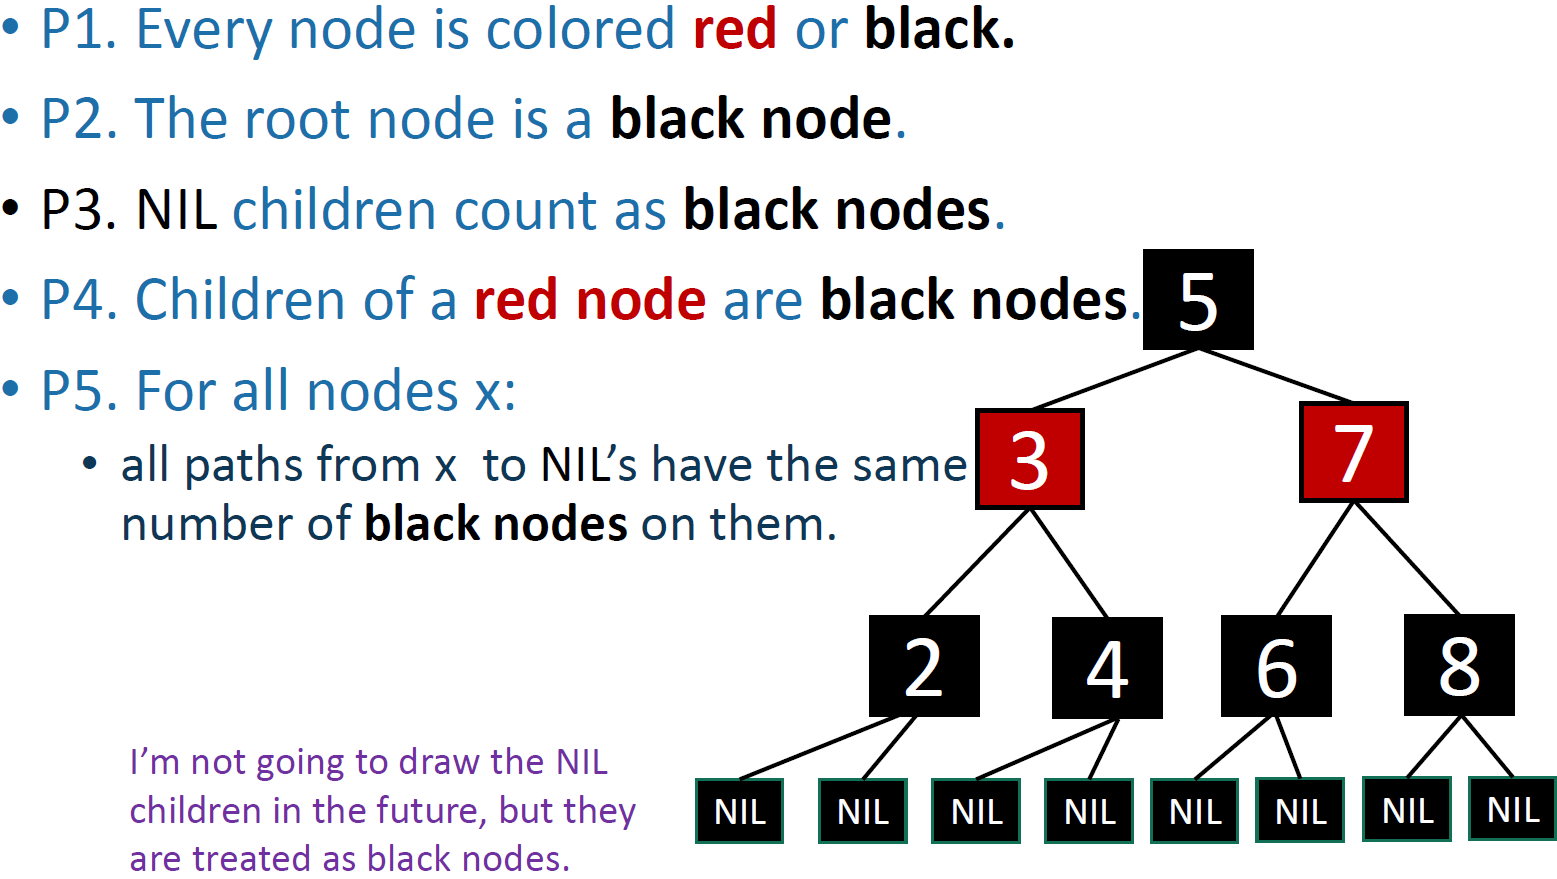 • P1. Every node is colored red or black.
• P2. The root node is a black node.
• P3. NIL children count as black nodes.
• P4. Children of a red node are black nodes.
• P5. For all nodes x:
• all paths from x to NIL’s have the same
number of black nodes on them.
5
3 7
2 4 6 8
NIL NIL NIL NIL NIL NIL NIL NIL
I’m not going to draw the NIL
children in the future, but they
are treated as black nodes.